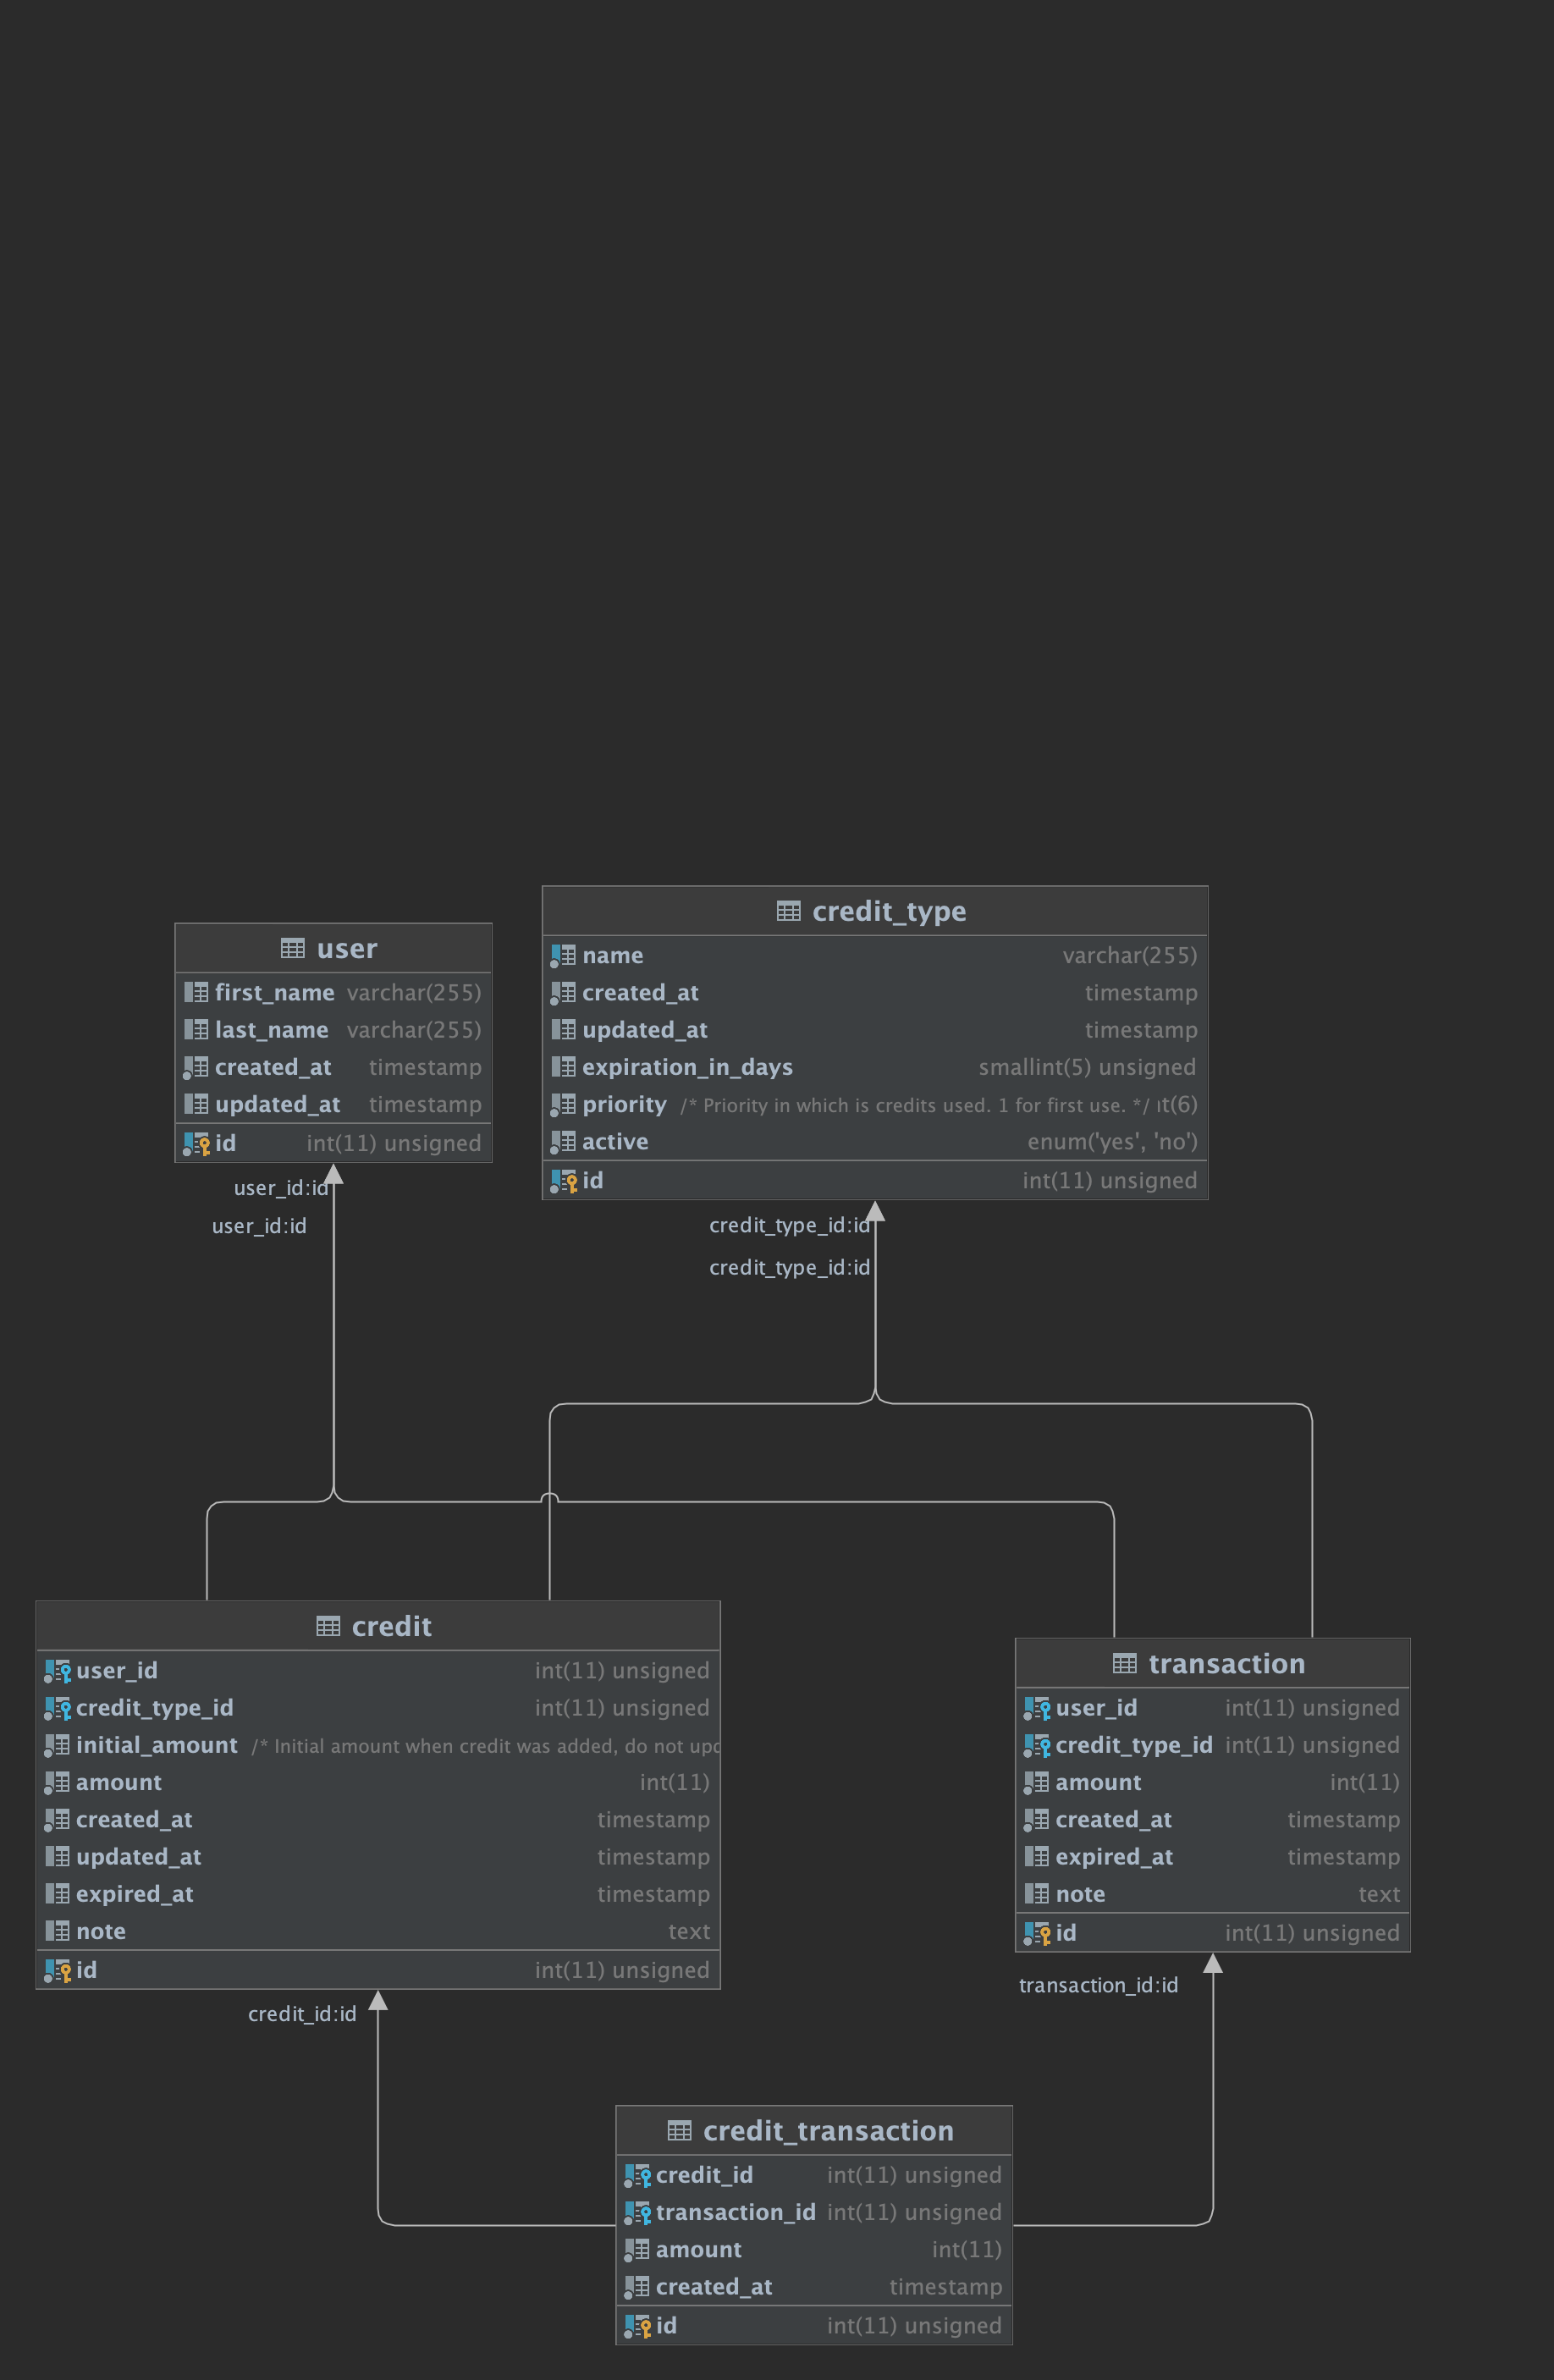 user
first_name varchar(255)
last_name varchar(255)
created_at timestamp
updated_at timestamp
id int(11) unsigned
credit_type
name varchar(255)
created_at timestamp
updated_at timestamp
expiration_in_days smallint(5) unsigned
priority /* Priority in which is credits used. 1 for first use. */ ıt(6)
active enum('yes', 'no')
id int(11) unsigned
user_id:id
user_id:id
credit_type_id:id
credit_type_id:id
credit
user_id int(11) unsigned
credit_type_id int(11) unsigned
initial_amount /* Initial amount when credit was added, do not upd
amount int(11)
created_at timestamp
updated_at timestamp
expired_at timestamp
note text
id int(11) unsigned
transaction
user_id int(11) unsigned
credit_type_id int(11) unsigned
amount int(11)
created_at timestamp
expired_at timestamp
note text
id int(11) unsigned
credit_id:id
transaction_id:id
credit_transaction
credit_id int(11) unsigned
transaction_id int(11) unsigned
amount int(11)
created_at timestamp
id int(11) unsigned